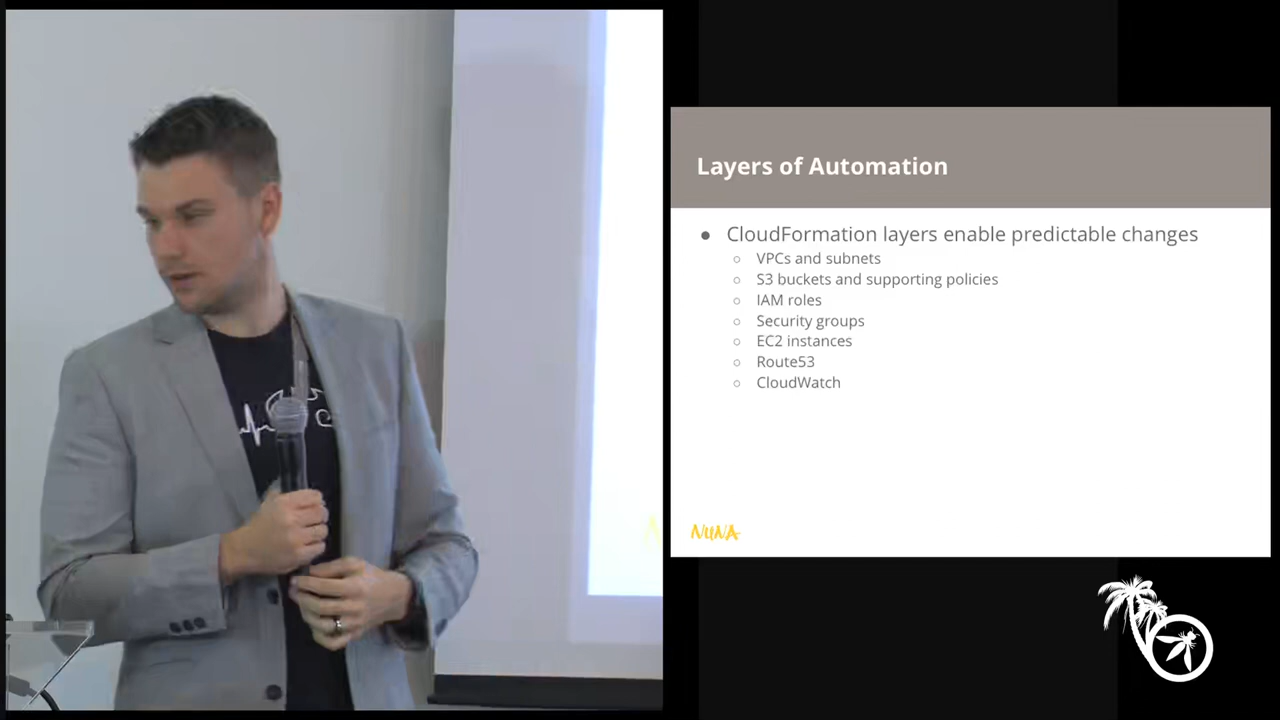 Layers of Automation
● CloudFormation layers enable predictable changes
○ VPCs and subnets
○ S3 buckets and supporting policies
○ IAM roles
○ Security groups
○ EC2 instances
○ Route53
○ CloudWatch
NUNA